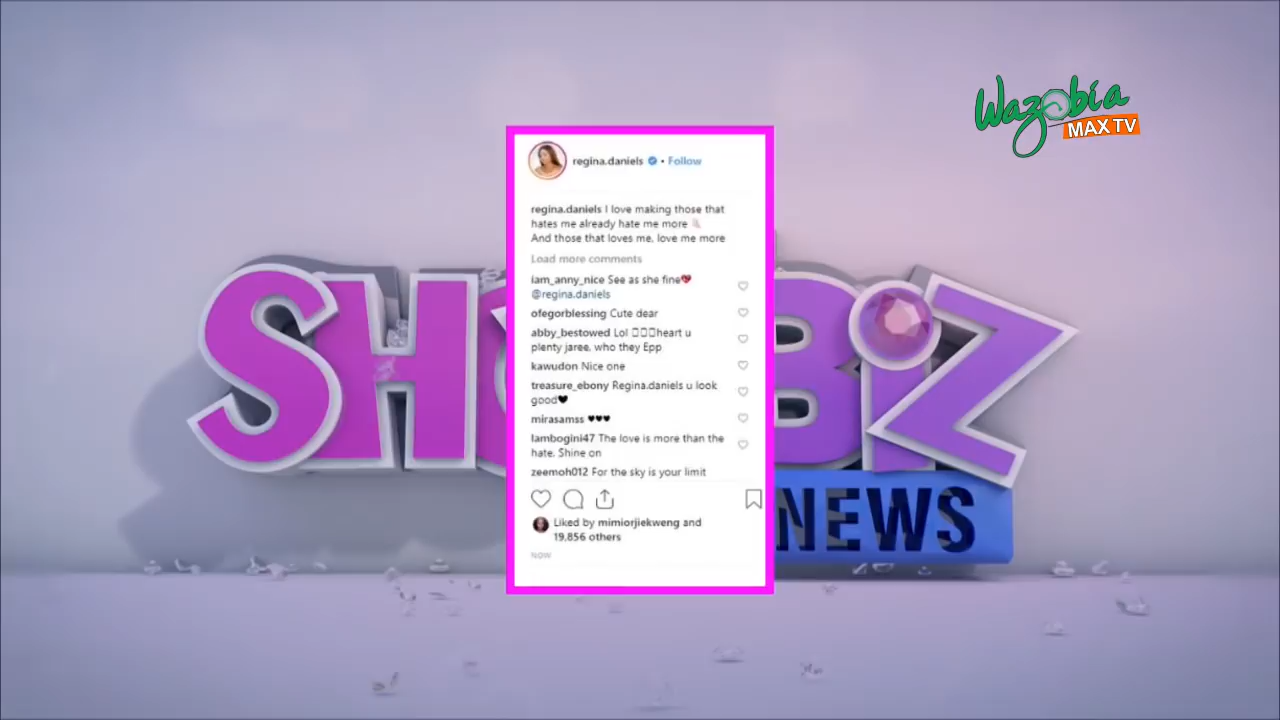 Wazobia
MAX TV
regina.daniels • Follow
regina.daniels I love making those that
hates me already hate me more
And those that loves me, love me more
Load more comments
iam_anny_nice See as she fine
@regina.daniels
ofegorblessing Cute dear
abby_bestowed Lol □□□heart u
plenty jaree, who they Epp
kawudon Nice one
treasure_ebony Regina.daniels u look
good
mirasamss
lambogini47 The love is more than the
hate. Shine on
zeemoh012 For the sky is your limit
Liked by mimiorjiekweng and
19,856 others
NOW
SH
BIZ
NEWS